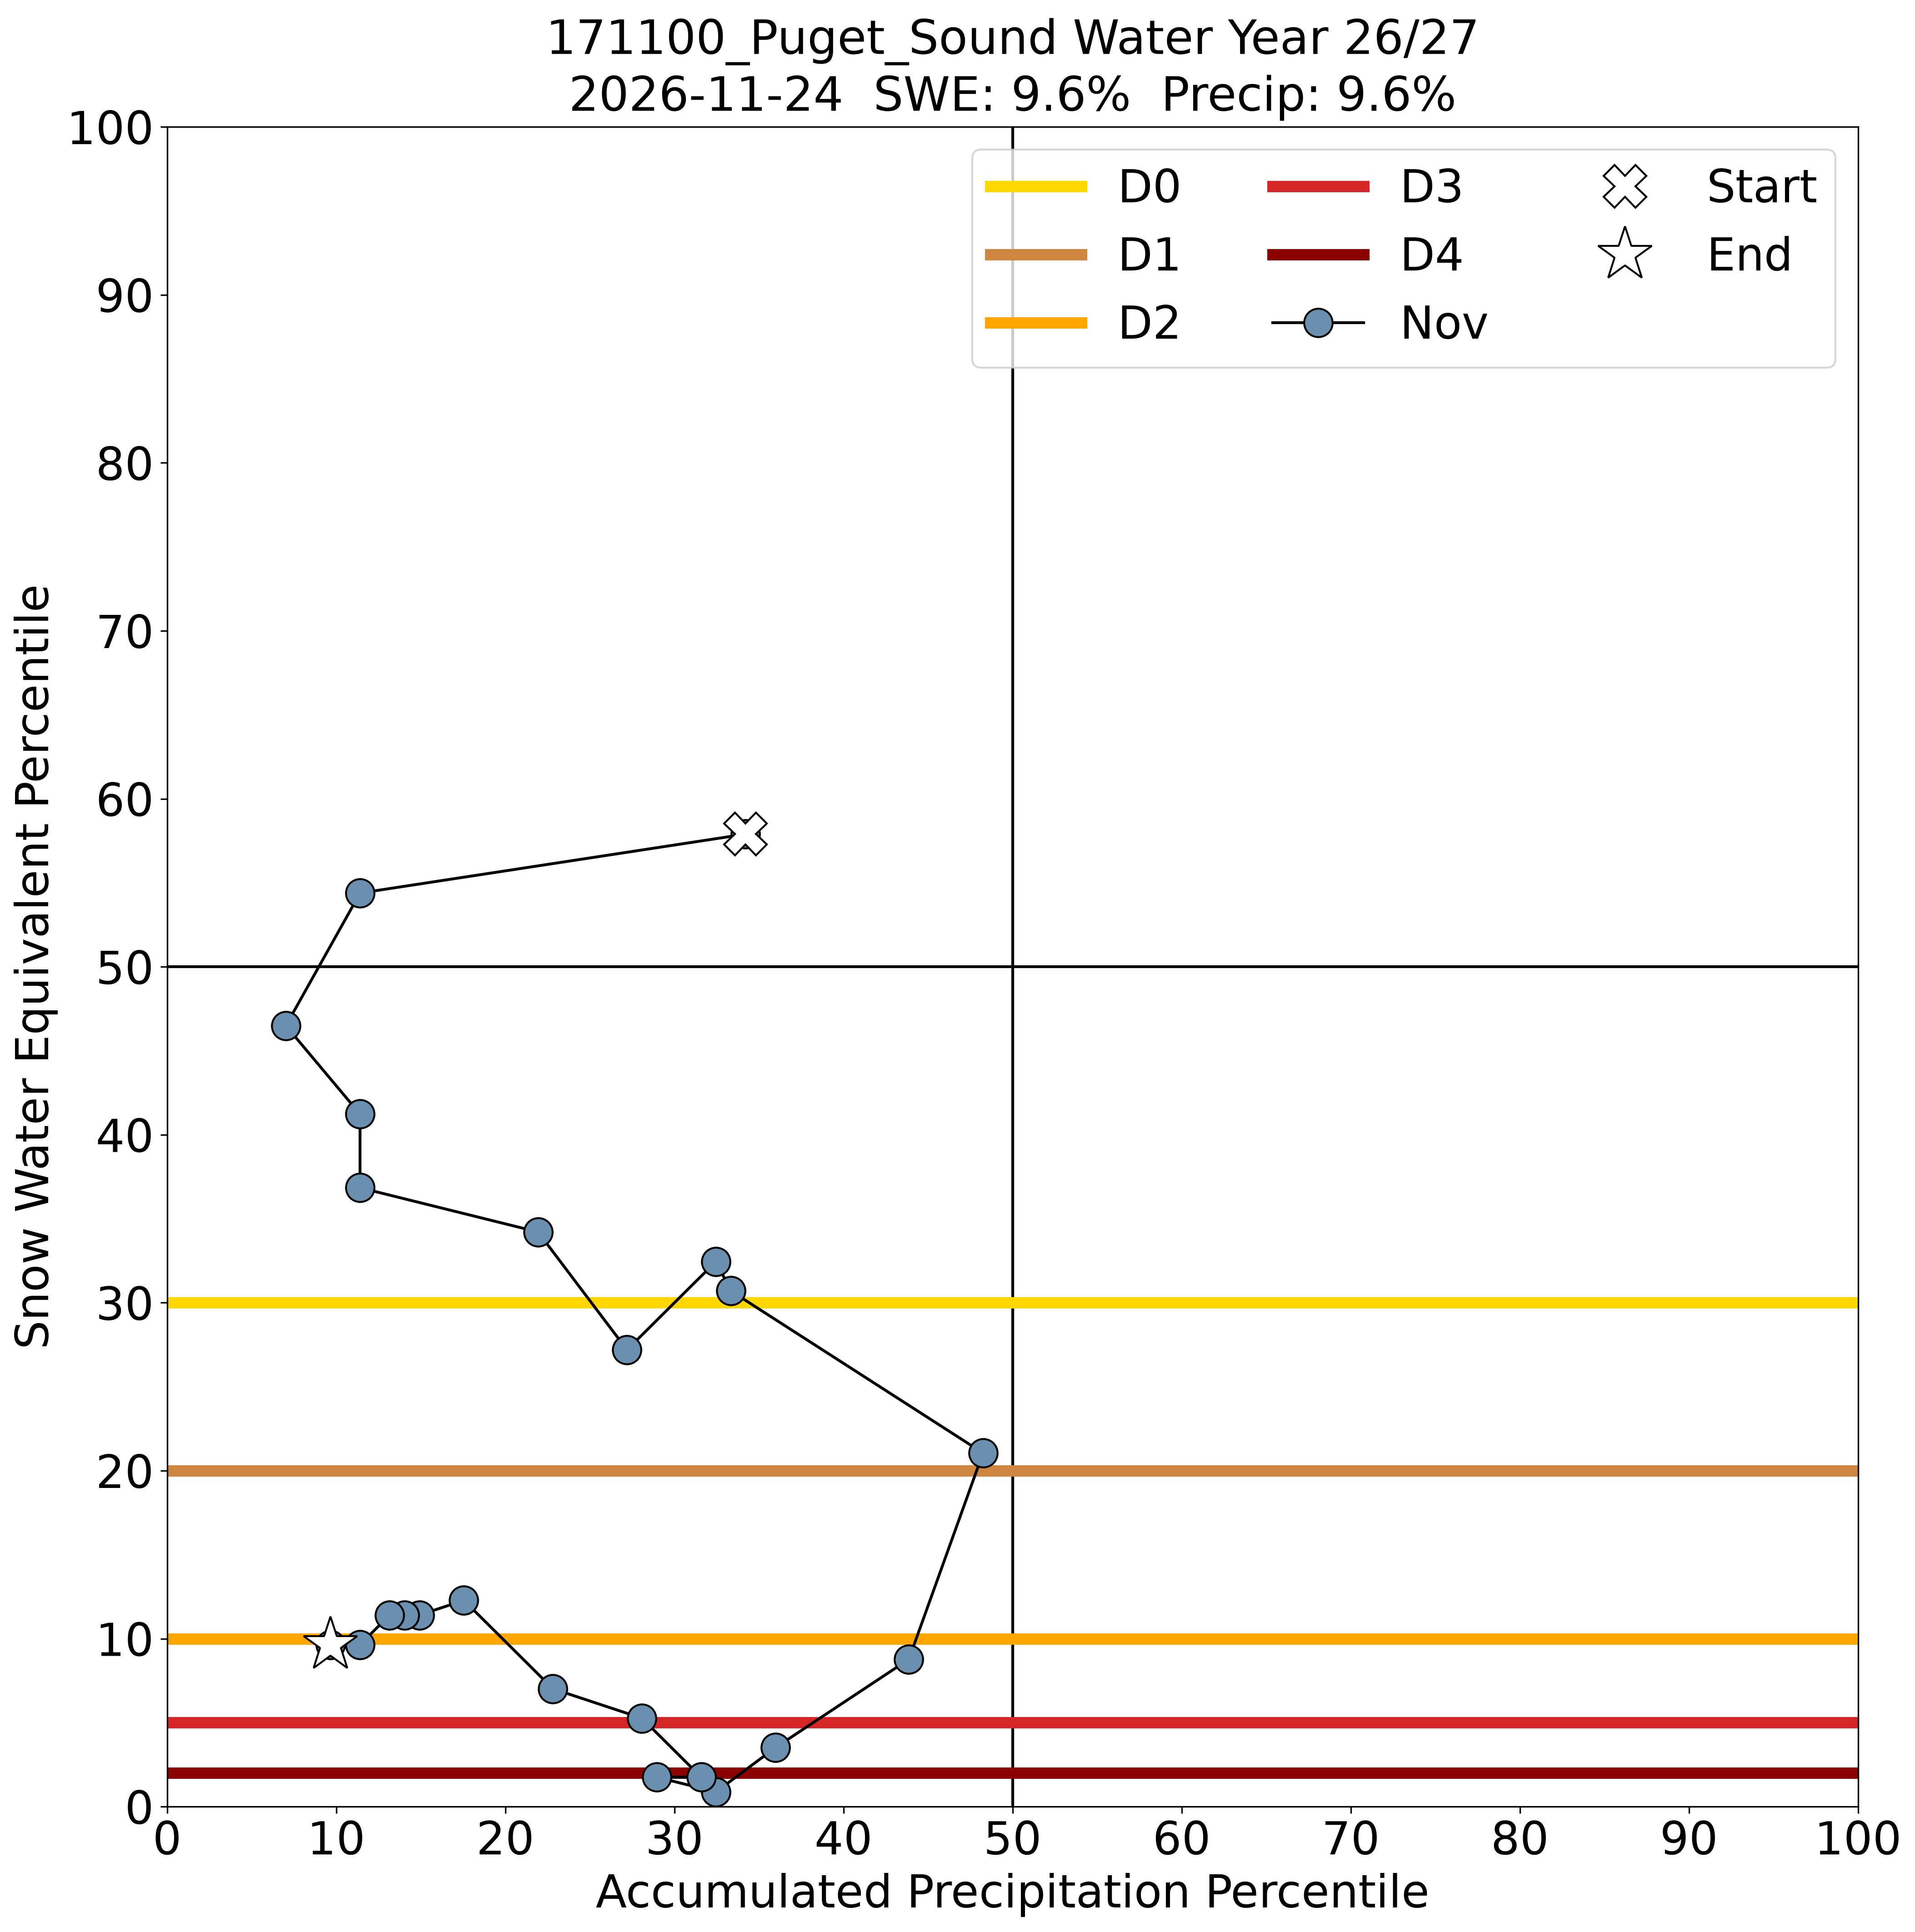 171100_Puget_Sound Water Year 26/27
2026-11-24 SWE: 9.6% Precip: 9.6%
D0
D1
D2
D3
D4
Nov
Start
End
Snow Water Equivalent Percentile
100
90
80
70
60
50
40
30
20
10
0
0 10 20 30 40 50 60 70 80 90 100
Accumulated Precipitation Percentile